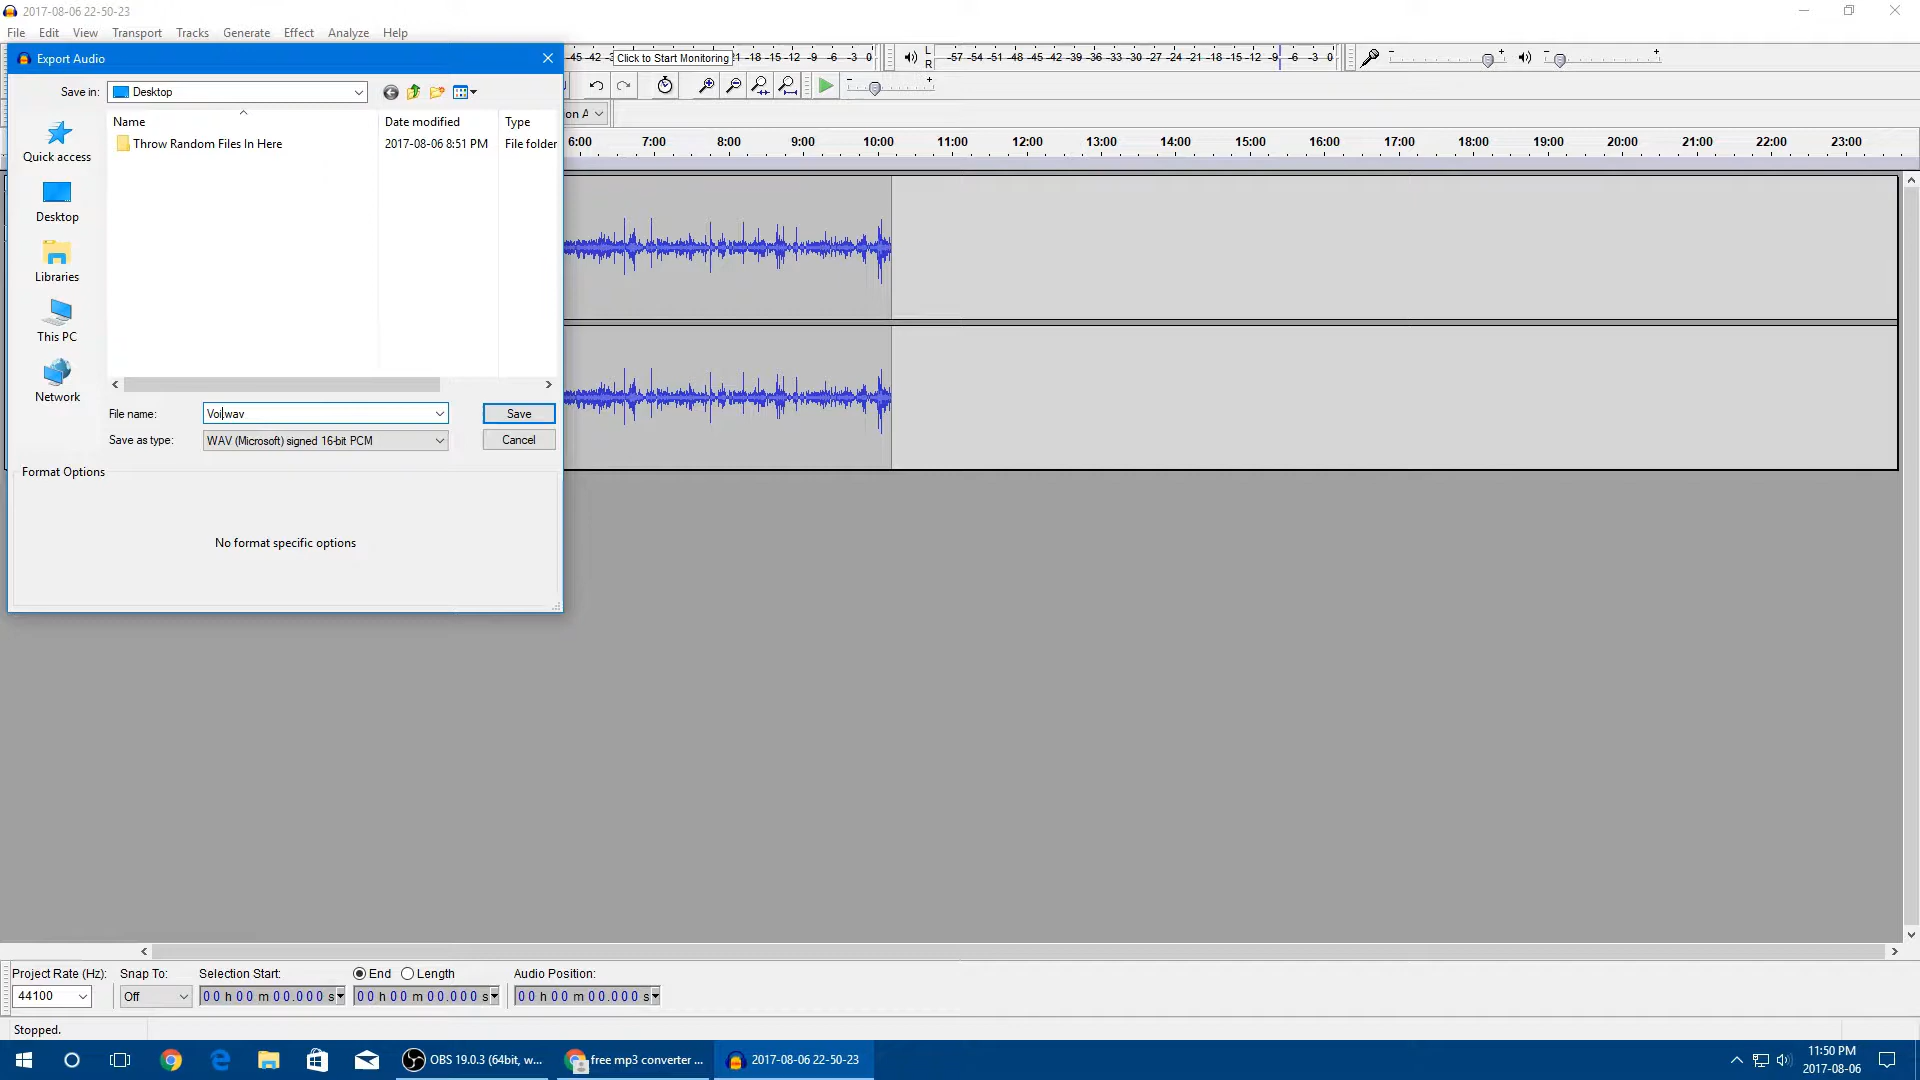 2017-08-06 22-50-23
File Edit View Transport Tracks Generate Effect Analyze Help
Export Audio
Save in: Desktop
Name Date modified Type
Throw Random Files In Here 2017-08-06 8:51 PM File folder
Quick access
Desktop
Libraries
This PC
Network
File name: Voi.wav Save
Save as type: WAV (Microsoft) signed 16-bit PCM Cancel
Format Options
No format specific options
-45 -42 -3 Click to Start Monitoring 21 -18 -15 -12 -9 -6 -3 0
L
R
-57 -54 -51 -48 -45 -42 -39 -36 -33 -30 -27 -24 -21 -18 -15 -12 -9 -6 -3 0
on A
6:00 7:00 8:00 9:00 10:00 11:00 12:00 13:00 14:00 15:00 16:00 17:00 18:00 19:00 20:00 21:00 22:00 23:00
Project Rate (Hz): Snap To: Selection Start: End Length Audio Position:
44100 Off 00 h 00 m 00.000 s 00 h 00 m 00.000 s 00 h 00 m 00.000 s
Stopped.
OBS 19.0.3 (64bit, w... free mp3 converter ... 2017-08-06 22-50-23
11:50 PM
2017-08-06